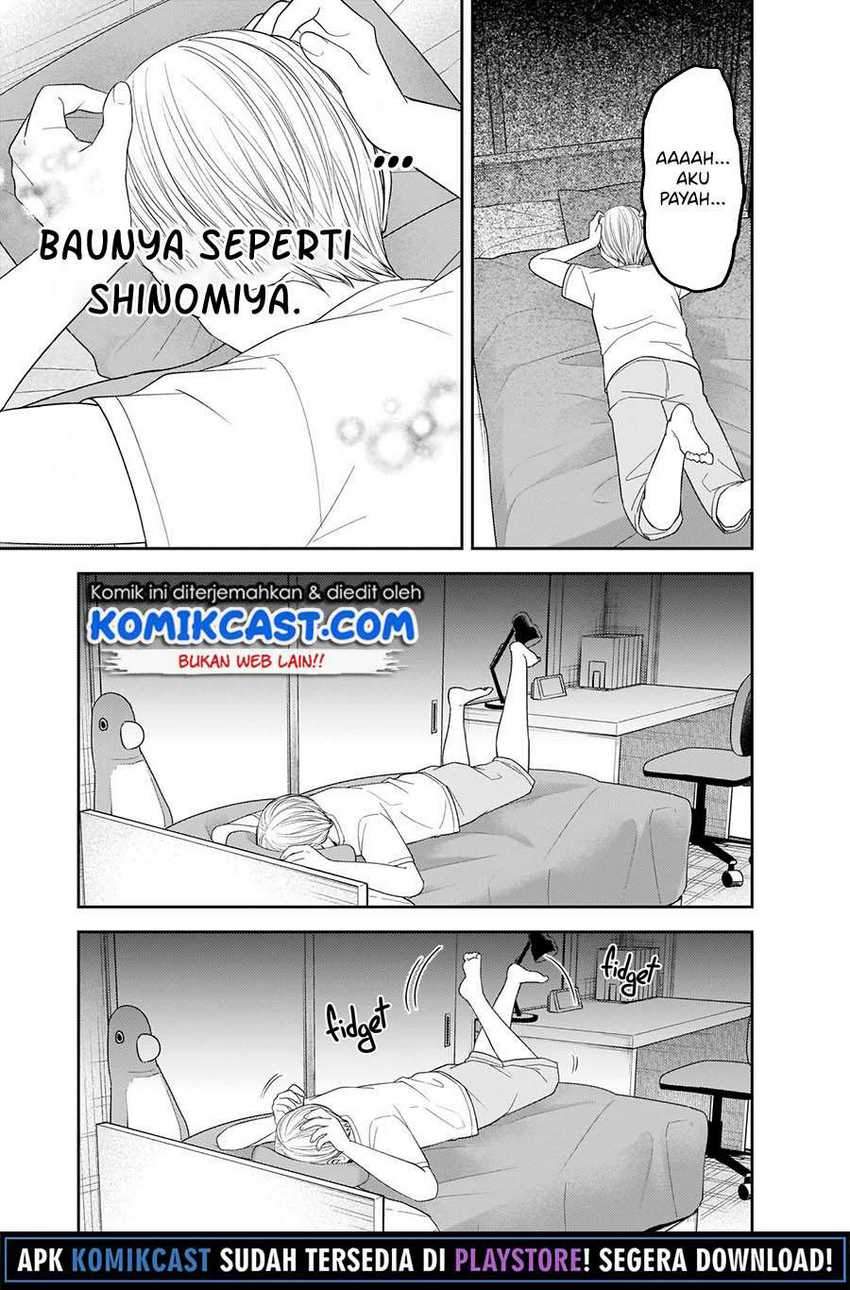 AAAAH...
AKU
PAYAH...
...
BAUNYA SEPERTI
SHINOMIYA.
Komik ini diterjemahkan & diedit oleh
KOMIKCAST.COM
BUKAN WEB LAIN!!
fidget
fidget
APK KOMIKCAST SUDAH TERSEDIA DI PLAYSTORE! SEGERA DOWNLOAD!